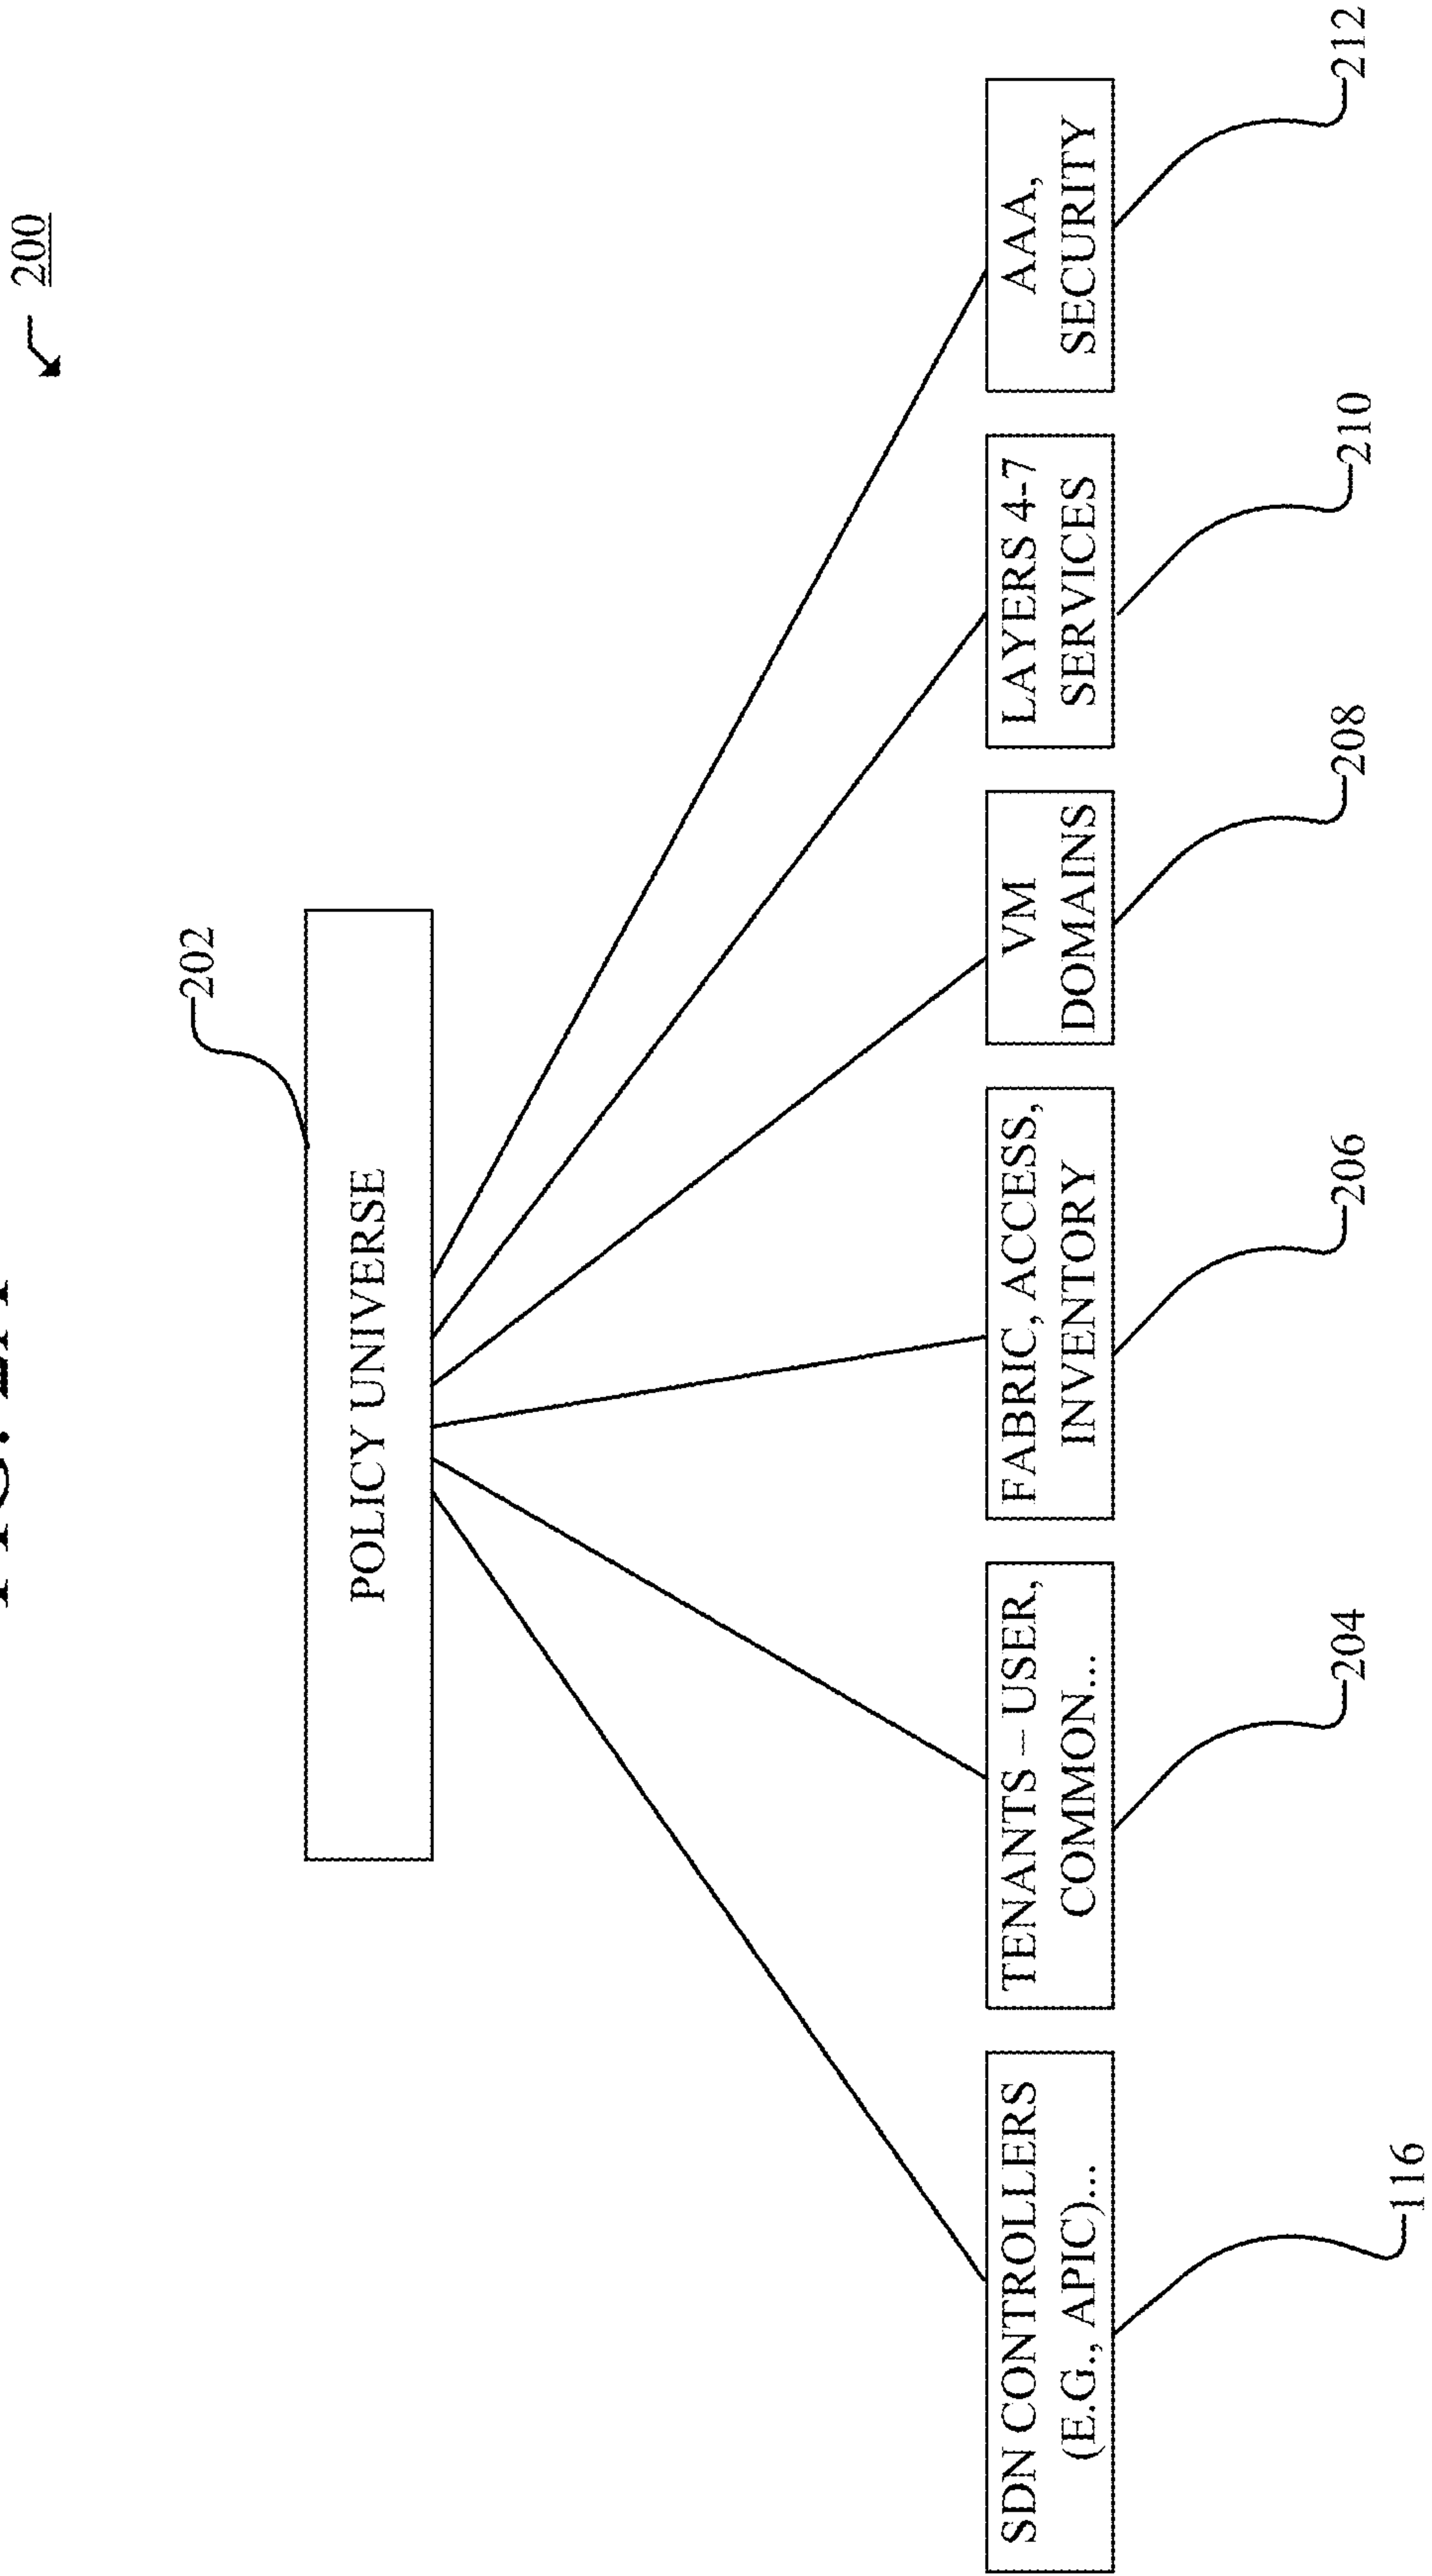 200
202
POLICY UNIVERSE
SDN CONTROLLERS
(E.G., APIC)...
116
TENANTS – USER,
COMMON...
204
FABRIC, ACCESS,
INVENTORY
206
VM
DOMAINS
208
LAYERS 4-7
SERVICES
210
AAA,
SECURITY
212